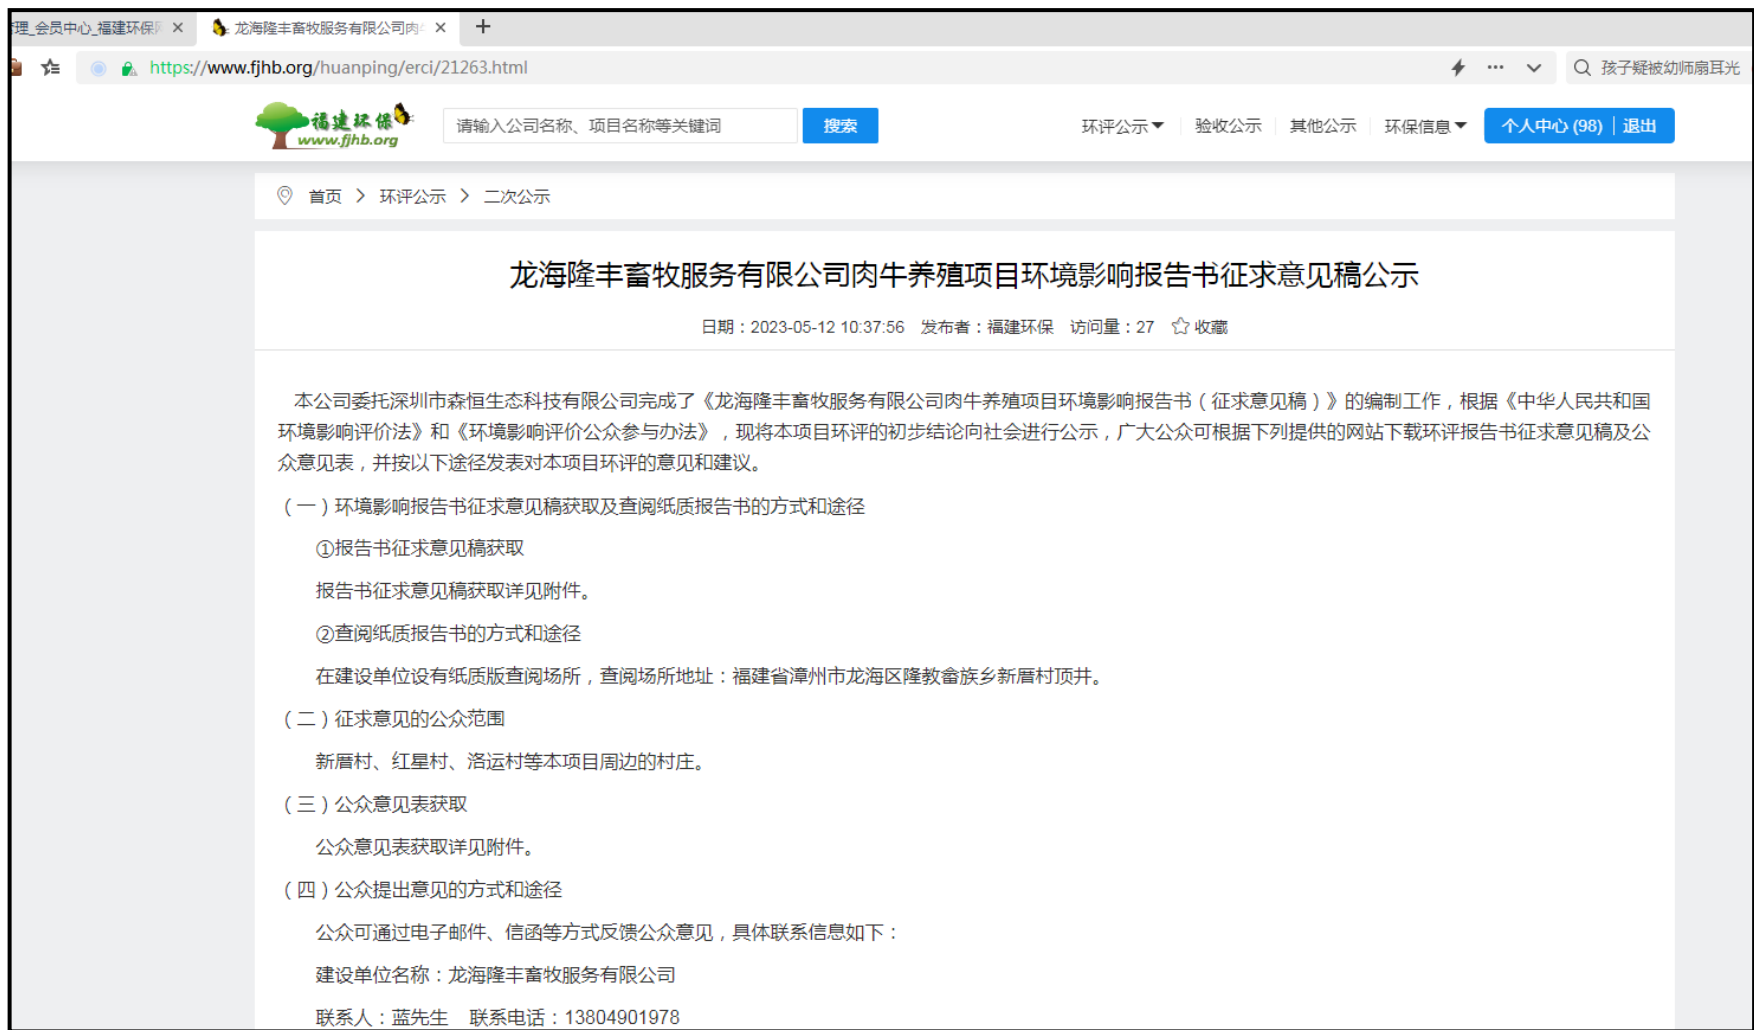 理_会员中心_福建环保网
龙海隆丰畜牧服务有限公司肉牛
https://www.fjhb.org/huanping/erci/21263.html
孩子疑被幼师扇耳光
福建环保
www.fjhb.org
请输入公司名称、项目名称等关键词
搜索
环评公示
验收公示
其他公示
环保信息
个人中心 (98) | 退出
首页 > 环评公示 > 二次公示
龙海隆丰畜牧服务有限公司肉牛养殖项目环境影响报告书征求意见稿公示
日期：2023-05-12 10:37:56 发布者：福建环保 访问量：27 收藏
本公司委托深圳市森恒生态科技有限公司完成了《龙海隆丰畜牧服务有限公司肉牛养殖项目环境影响报告书（征求意见稿）》的编制工作，根据《中华人民共和国
环境影响评价法》和《环境影响评价公众参与办法》，现将本项目环评的初步结论向社会进行公示，广大公众可根据下列提供的网站下载环评报告书征求意见稿及公
众意见表，并按以下途径发表对本项目环评的意见和建议。
（一）环境影响报告书征求意见稿获取及查阅纸质报告书的方式和途径
①报告书征求意见稿获取
报告书征求意见稿获取详见附件。
②查阅纸质报告书的方式和途径
在建设单位设有纸质版查阅场所，查阅场所地址：福建省漳州市龙海区隆教畲族乡新厝村顶井。
（二）征求意见的公众范围
新厝村、红星村、洛运村等本项目周边的村庄。
（三）公众意见表获取
公众意见表获取详见附件。
（四）公众提出意见的方式和途径
公众可通过电子邮件、信函等方式反馈公众意见，具体联系信息如下：
建设单位名称：龙海隆丰畜牧服务有限公司
联系人：蓝先生 联系电话：13804901978